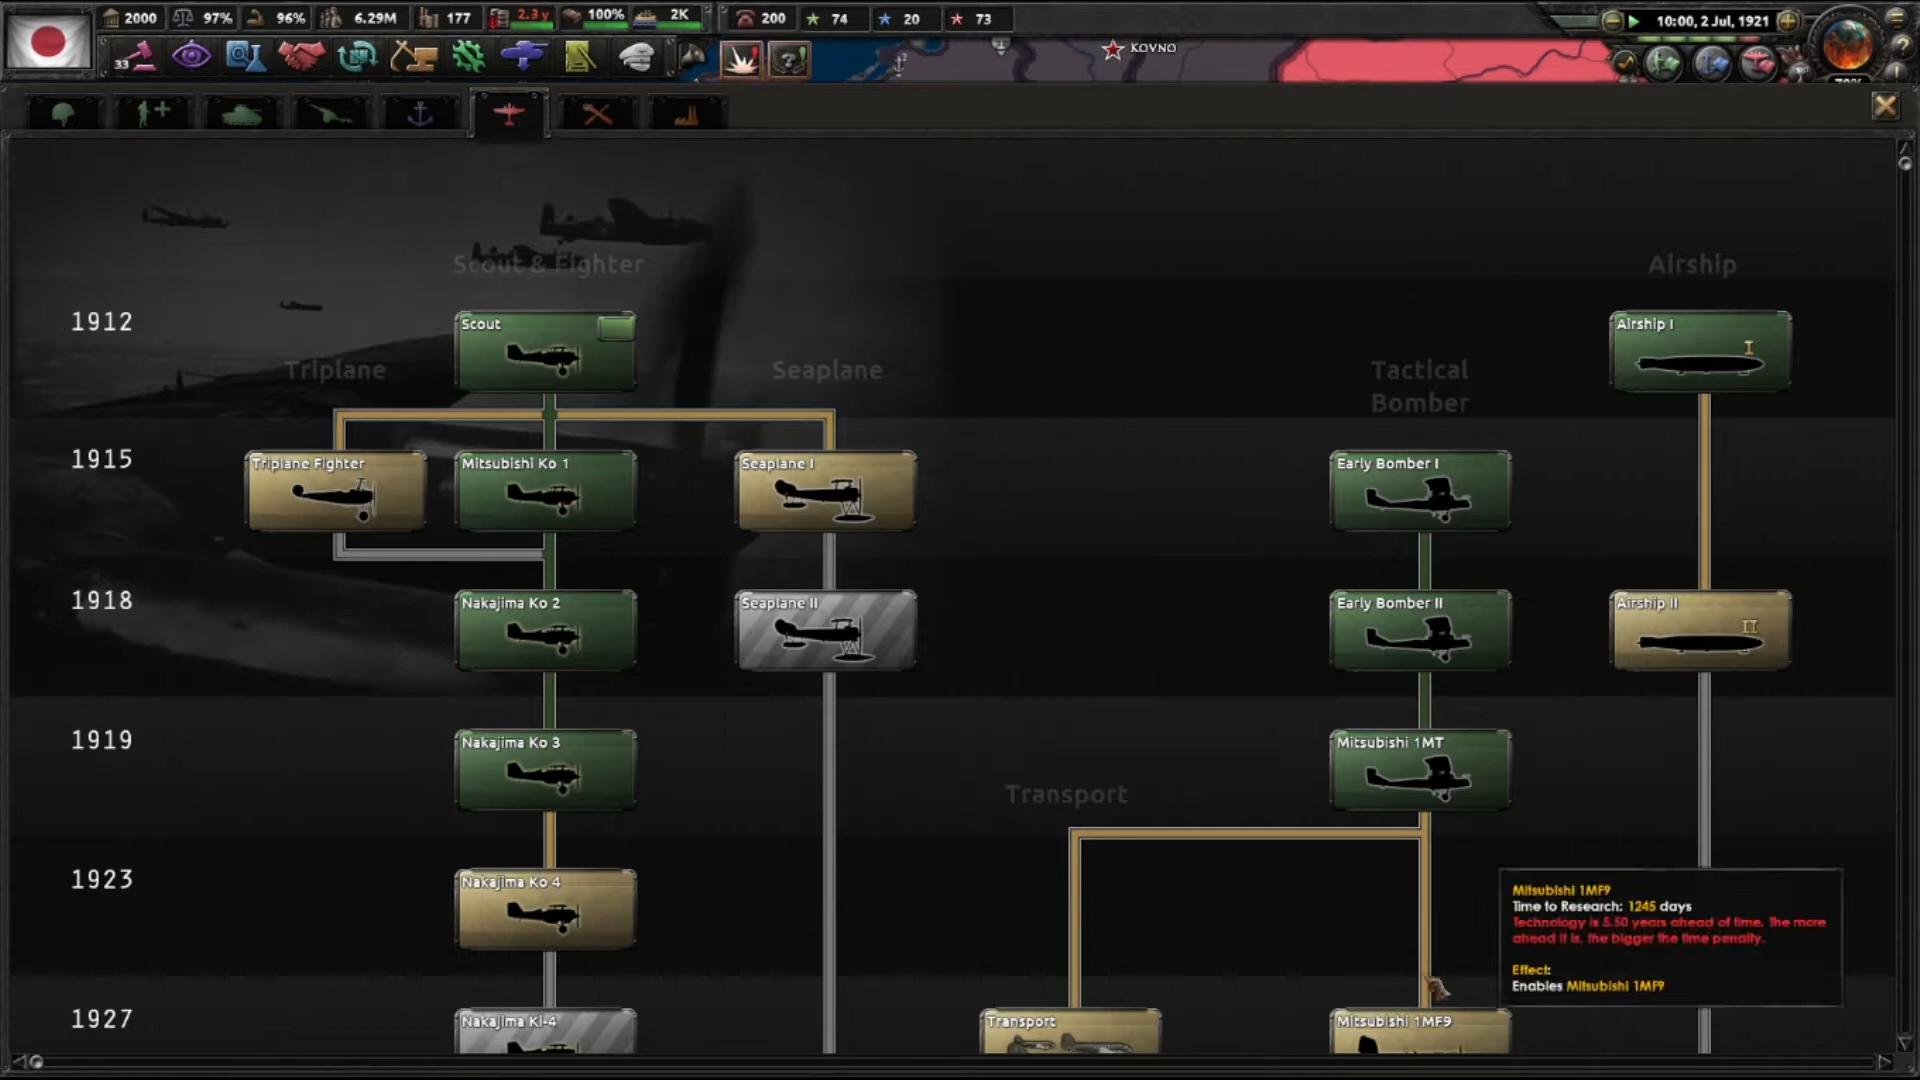 2000 97% 96% 6.29M 177 2.3 y 100% 2K 200 74 20 73 10:00, 2 Jul, 1921
33
KOVNO
Scout & Fighter
Airship
1912
Scout
Airship I
I
Triplane
Seaplane
Tactical
Bomber
1915
Triplane Fighter
Mitsubishi Ko 1
Seaplane I
Early Bomber I
1918
Nakajima Ko 2
Seaplane II
Early Bomber II
Airship II
II
1919
Nakajima Ko 3
Mitsubishi 1MT
Transport
1923
Nakajima Ko 4
Mitsubishi 1MF9
Time to Research: 1245 days
Technology is 5.50 years ahead of time. The more
ahead it is, the bigger the time penalty.
Effect:
Enables Mitsubishi 1MF9
1927
Nakajima Ki-4
Transport
Mitsubishi 1MF9